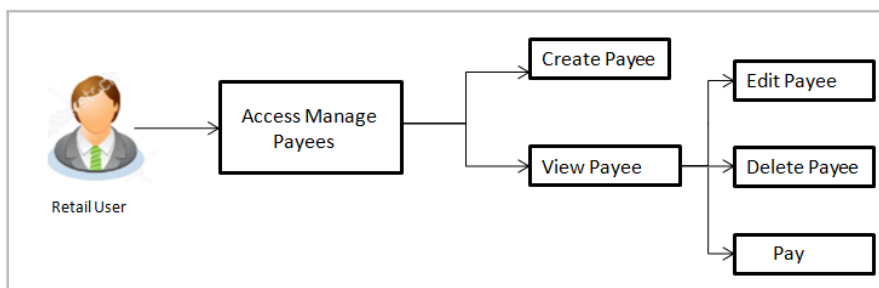 Create Payee
Access Manage
Payees
Edit Payee
View Payee
Delete Payee
Retail User
Pay